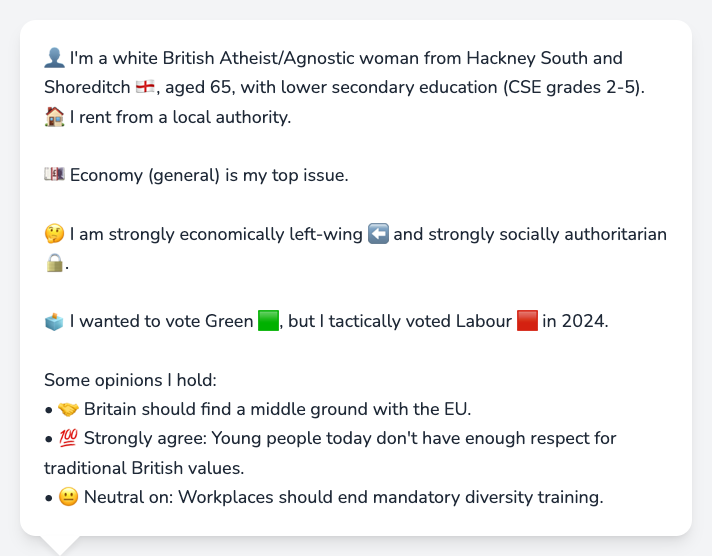 👤 I'm a white British Atheist/Agnostic woman from Hackney South and
Shoreditch 🏴󠁧󠁢󠁥󠁮󠁧󠁿, aged 65, with lower secondary education (CSE grades 2-5).
🏠 I rent from a local authority.
💷 Economy (general) is my top issue.
🤔 I am strongly economically left-wing ⬅️ and strongly socially authoritarian
🔒.
🗳️ I wanted to vote Green 🟩, but I tactically voted Labour 🟥 in 2024.
Some opinions I hold:
• 🤝 Britain should find a middle ground with the EU.
• 💯 Strongly agree: Young people today don't have enough respect for
traditional British values.
• 😐 Neutral on: Workplaces should end mandatory diversity training.